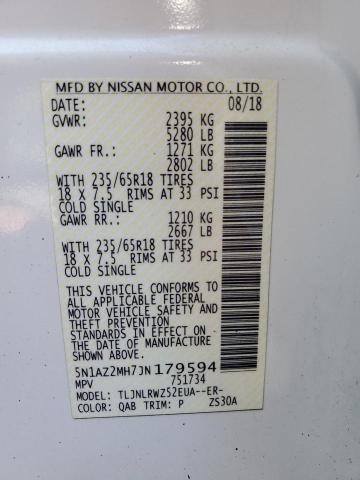 MFD BY NISSAN MOTOR CO., LTD.
DATE: 08/18
GVWR: 2395 KG
5280 LB
GAWR FR.: 1271 KG
2802 LB
WITH 235/65R18 TIRES
18 X 7.5 RIMS AT 33 PSI
COLD SINGLE
GAWR RR.: 1210 KG
2667 LB
WITH 235/65R18 TIRES
18 X 7.5 RIMS AT 33 PSI
COLD SINGLE
THIS VEHICLE CONFORMS TO
ALL APPLICABLE FEDERAL
MOTOR VEHICLE SAFETY AND
THEFT PREVENTION
STANDARDS IN EFFECT ON
THE DATE OF MANUFACTURE
SHOWN ABOVE.
5N1AZ2MH7JN179594
MPV 751734
MODEL: TLJNLRWZ52EUA--ER-
COLOR: QAB TRIM: P ZS30A